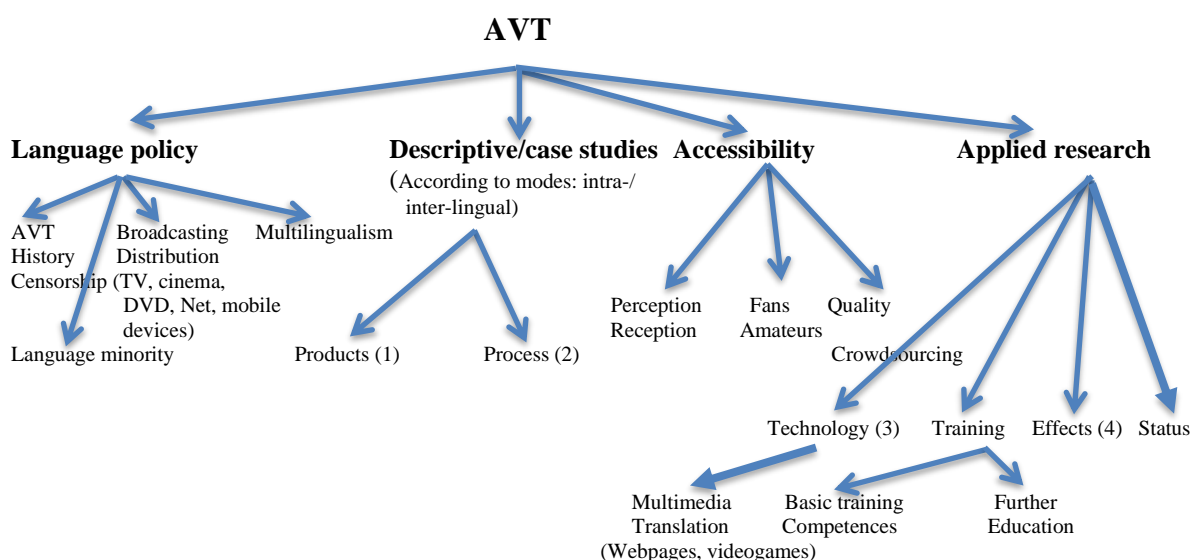 AVT
Language policy
Descriptive/case studies
(According to modes: intra-/
inter-lingual)
Accessibility
Applied research
AVT
History
Censorship
Broadcasting
Distribution
(TV, cinema,
DVD, Net, mobile
devices)
Multilingualism
Language minority
Products (1)
Process (2)
Perception
Reception
Fans
Amateurs
Quality
Crowdsourcing
Technology (3)
Training
Effects (4)
Status
Multimedia
Translation
(Webpages, videogames)
Basic training
Competences
Further
Education